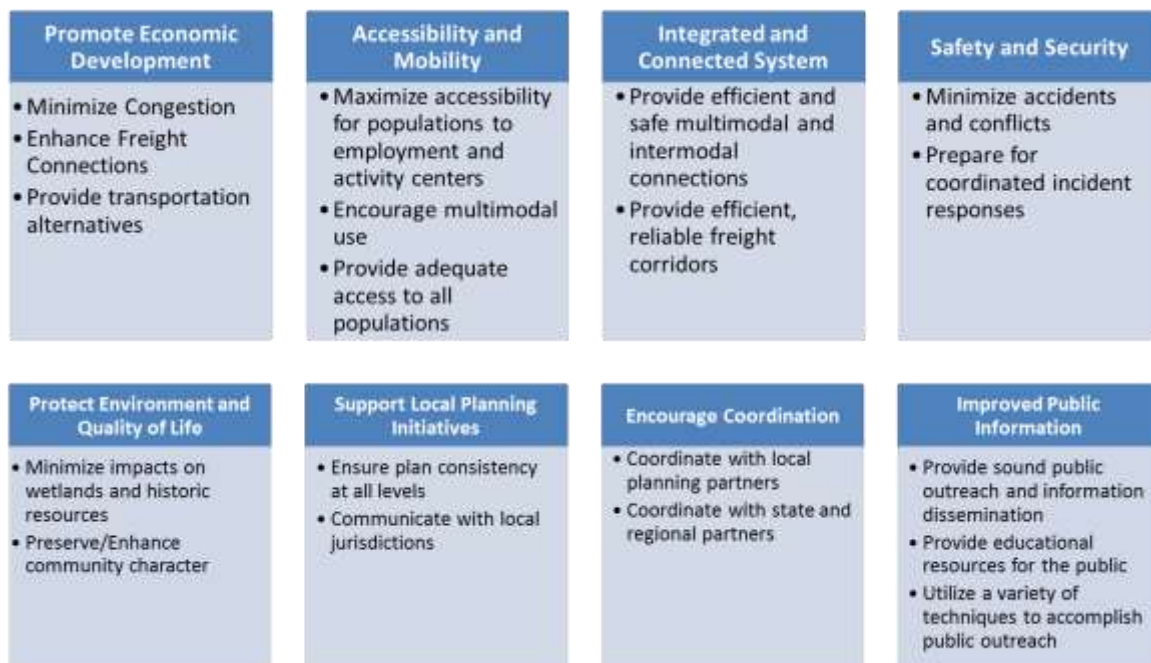 Promote Economic
Development
• Minimize Congestion
• Enhance Freight
Connections
• Provide transportation
alternatives
Accessibility and
Mobility
• Maximize accessibility
for populations to
employment and
activity centers
• Encourage multimodal
use
• Provide adequate
access to all
populations
Integrated and
Connected System
• Provide efficient and
safe multimodal and
intermodal
connections
• Provide efficient,
reliable freight
corridors
Safety and Security
• Minimize accidents
and conflicts
• Prepare for
coordinated incident
responses
Protect Environment and
Quality of Life
• Minimize impacts on
wetlands and historic
resources
• Preserve/Enhance
community character
Support Local Planning
Initiatives
• Ensure plan consistency
at all levels
• Communicate with local
jurisdictions
Encourage Coordination
• Coordinate with local
planning partners
• Coordinate with state and
regional partners
Improved Public
Information
• Provide sound public
outreach and information
dissemination
• Provide educational
resources for the public
• Utilize a variety of
techniques to accomplish
public outreach